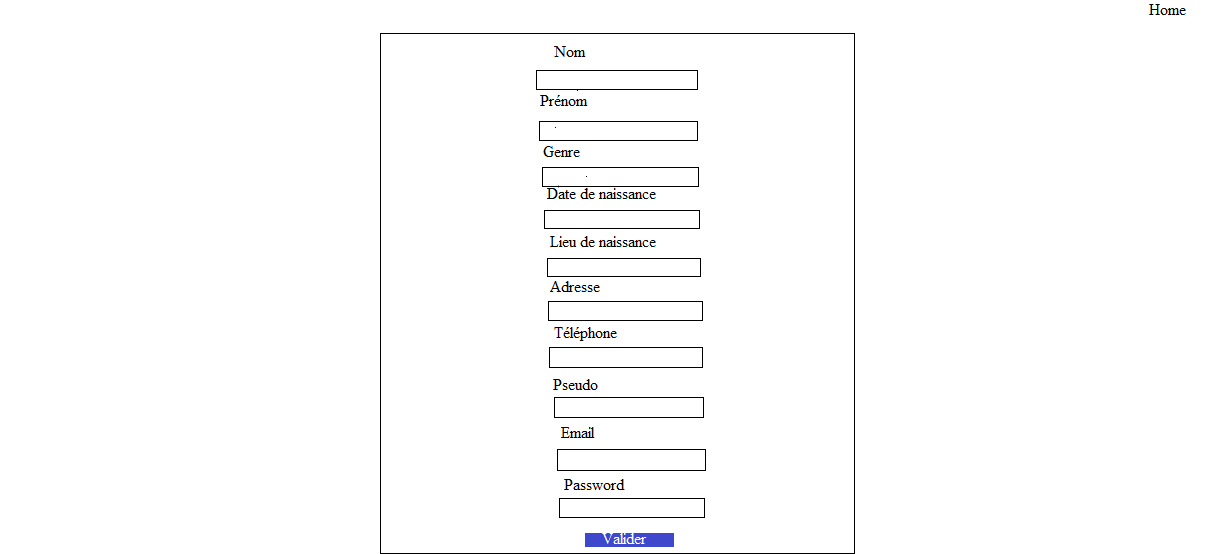 Home
Nom
Prénom
Genre
Date de naissance
Lieu de naissance
Adresse
Téléphone
Pseudo
Email
Password
Valider